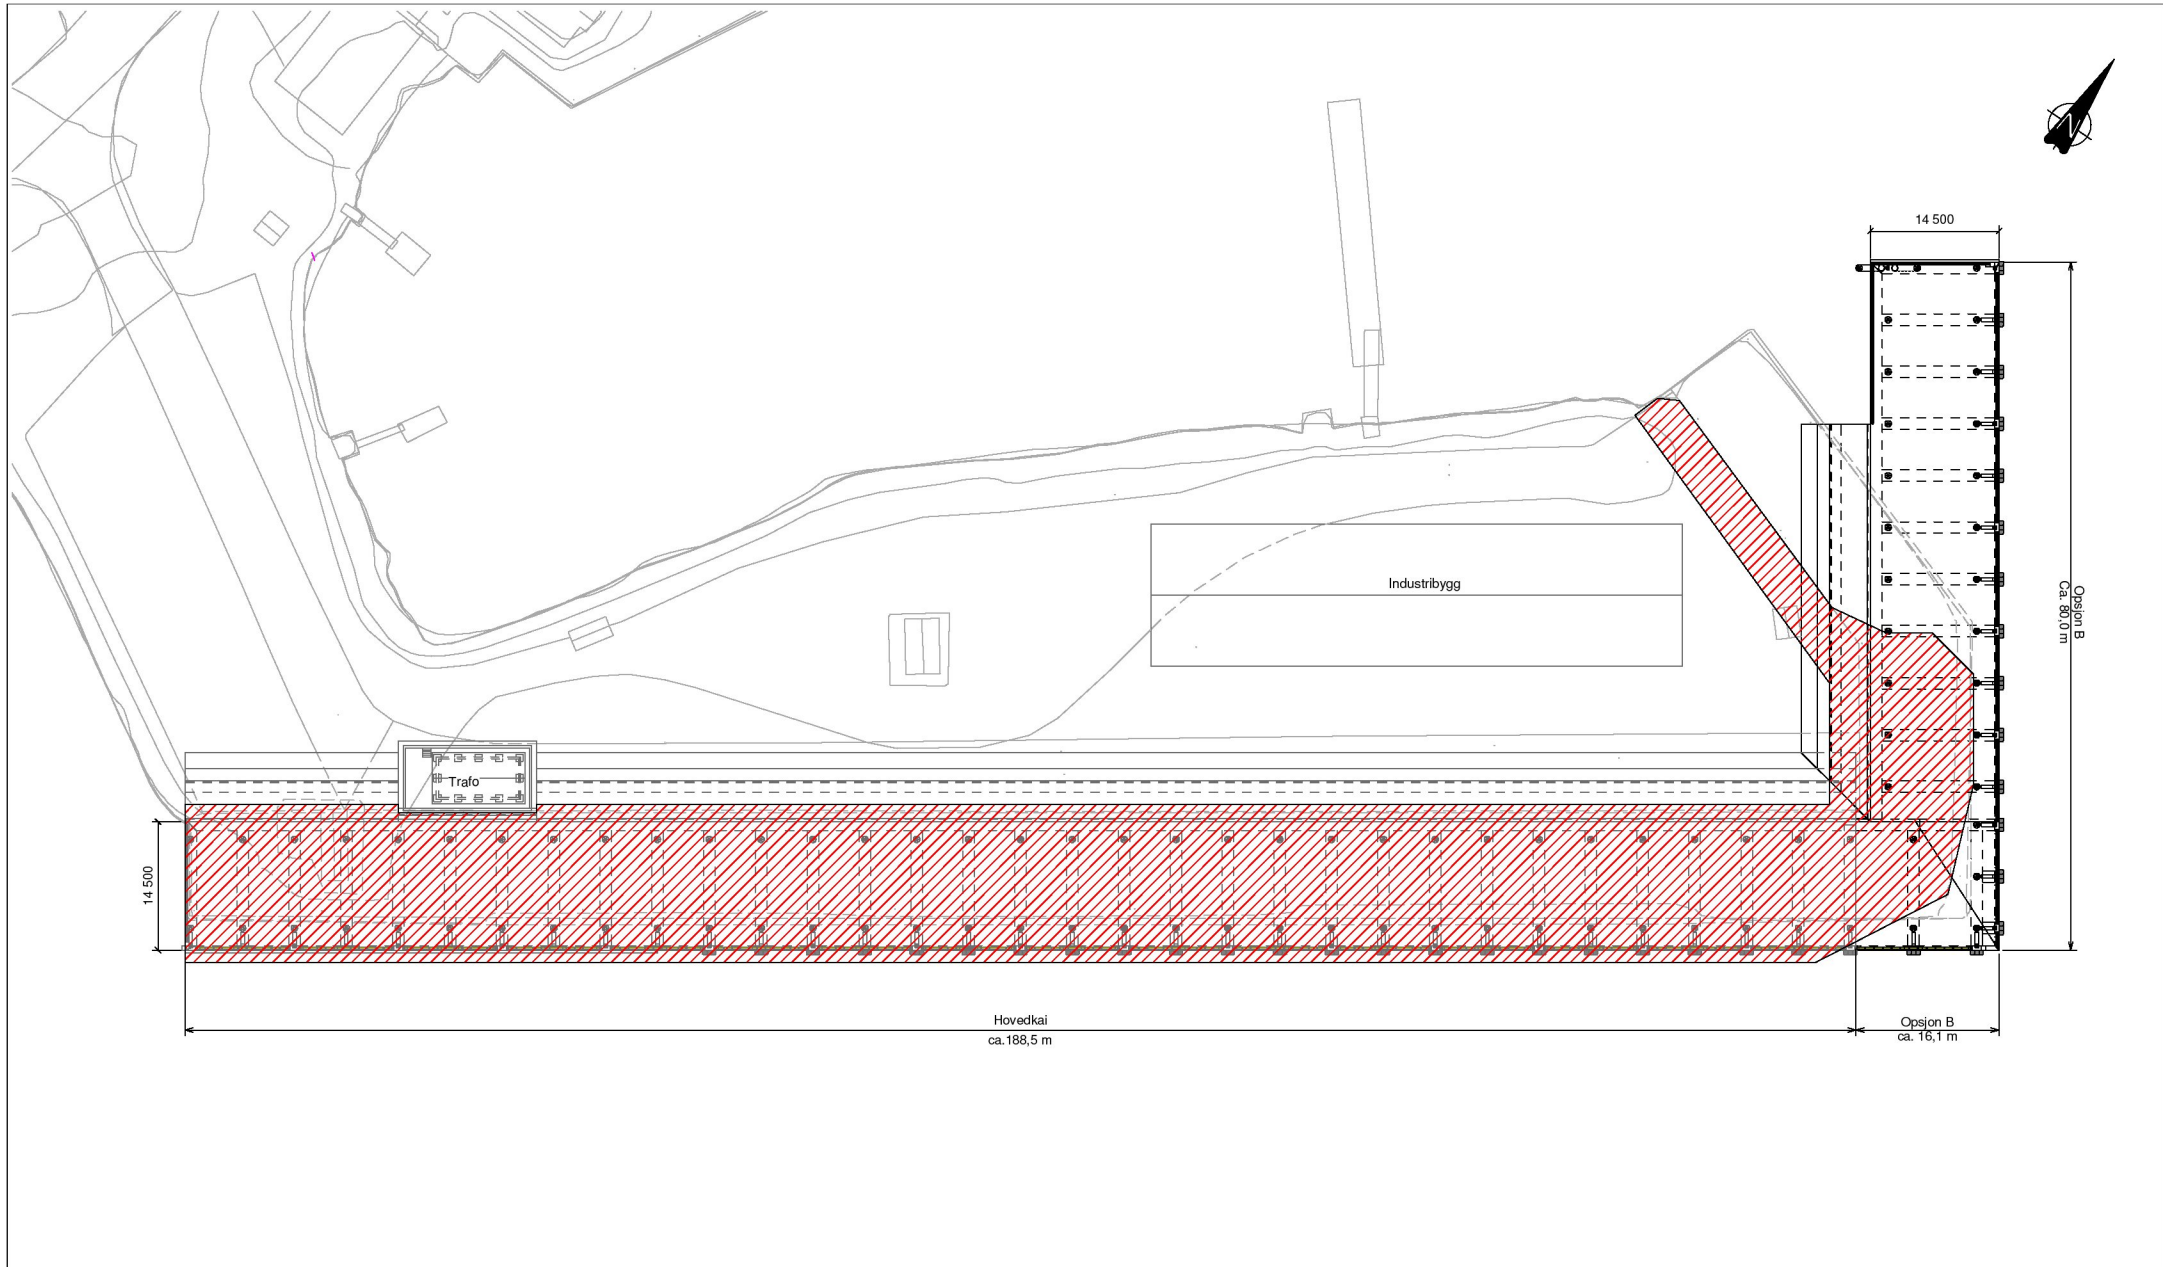 N
14 500
Industribygg
Opsjon B
Ca. 80,0 m
Trafo
14 500
Hovedkai
ca.188,5 m
Opsjon B
ca. 16,1 m